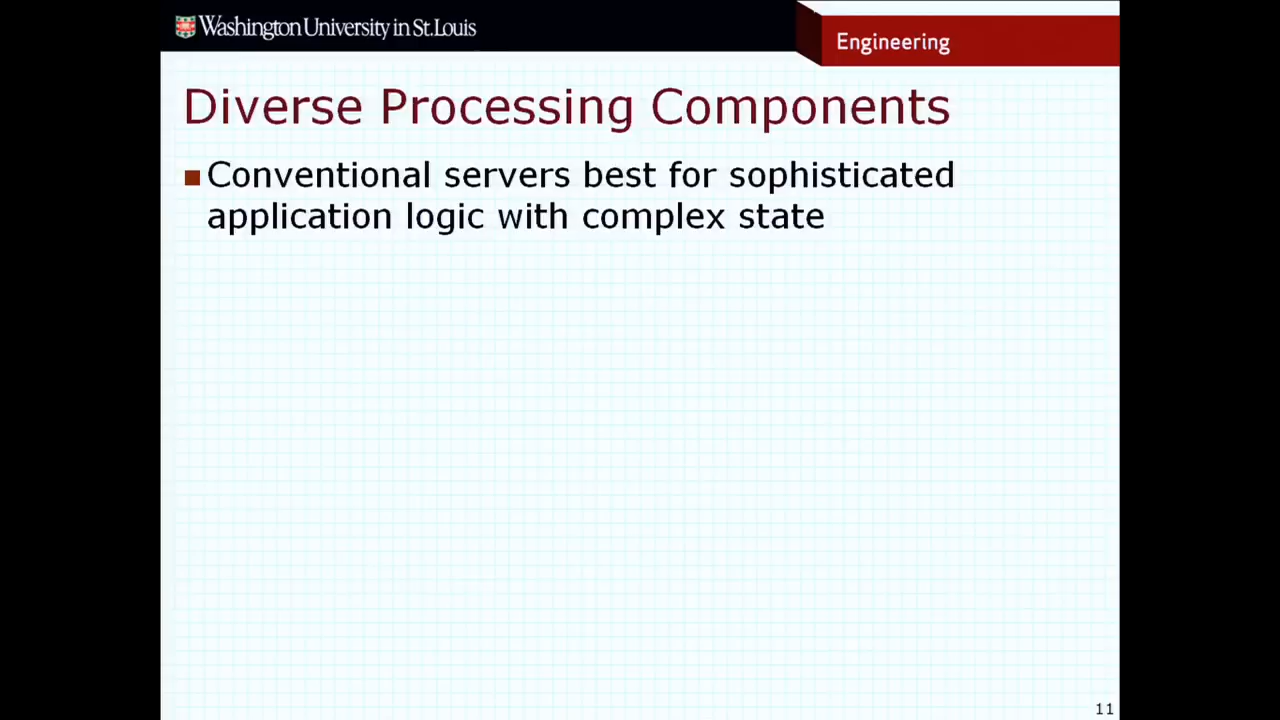 Washington University in St. Louis
Engineering
Diverse Processing Components
Conventional servers best for sophisticated
application logic with complex state
11